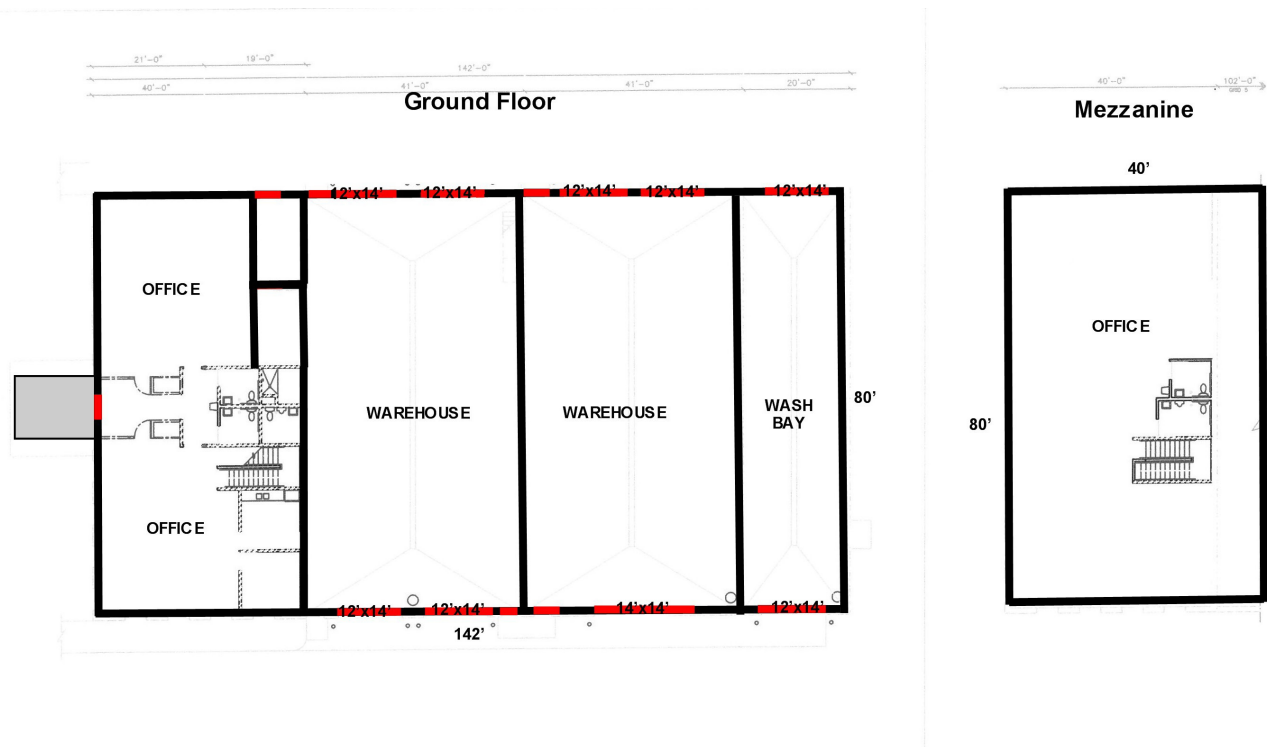 21'-0" 19'-0"
142'-0"
40'-0" 41'-0" 41'-0" 20'-0"
Ground Floor
40'-0" 102'-0"
GRID 5
Mezzanine
40’
12’x14’ 12’x14’ 12’x14’ 12’x14’ 12’x14’
OFFICE
OFFICE
WAREHOUSE WAREHOUSE WASH
BAY
80’
80’
OFFICE
12’x14’ 12’x14’ 14’x14’ 12’x14’
142’